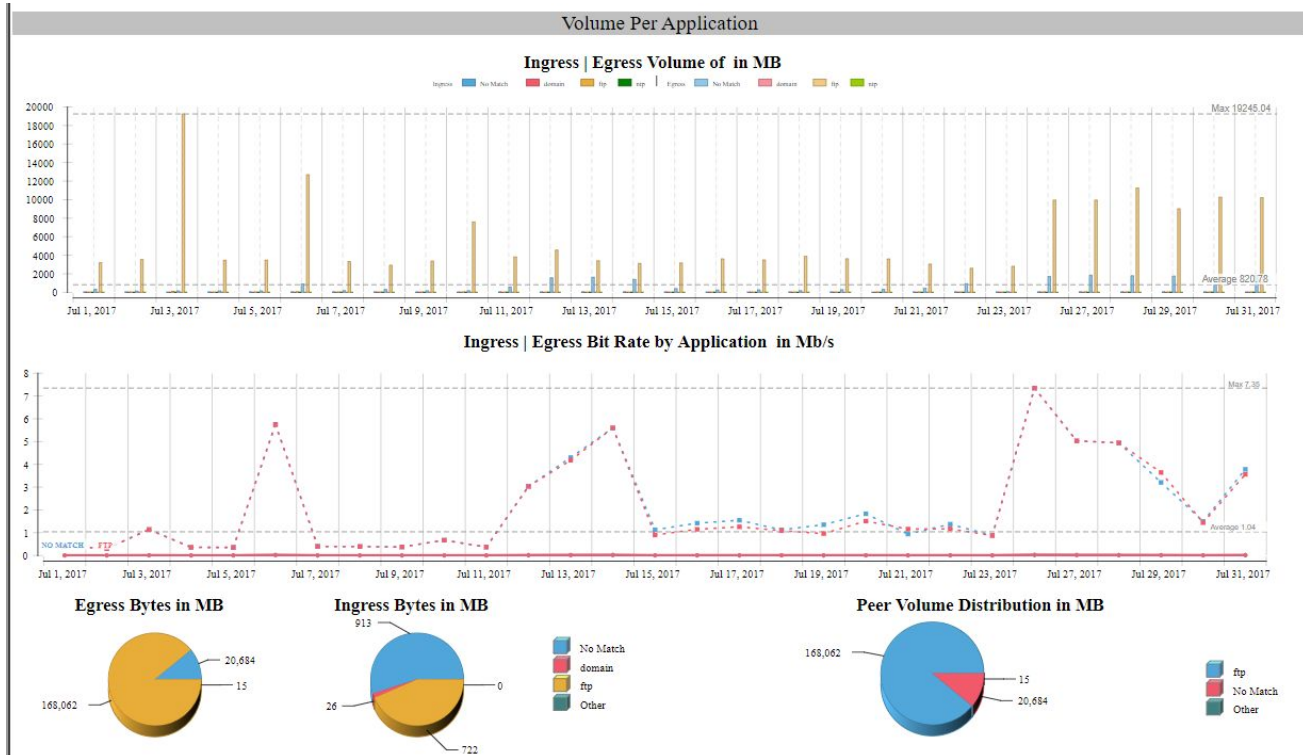 Volume Per Application
Ingress | Egress Volume of in MB
Ingress No Match domain ftp | Egress No Match domain ftp
20000
Max 19245.04
18000
16000
14000
12000
10000
8000
6000
4000
2000
Average 820.78
0
Jul 1, 2017 Jul 3, 2017 Jul 5, 2017 Jul 7, 2017 Jul 9, 2017 Jul 11, 2017 Jul 13, 2017 Jul 15, 2017 Jul 17, 2017 Jul 19, 2017 Jul 21, 2017 Jul 23, 2017 Jul 27, 2017 Jul 29, 2017 Jul 31, 2017
Ingress | Egress Bit Rate by Application in Mb/s
8
Max 7.35
7
6
5
4
3
2
Average 1.04
1
NO MATCH FTP
0
Jul 1, 2017 Jul 3, 2017 Jul 5, 2017 Jul 7, 2017 Jul 9, 2017 Jul 11, 2017 Jul 13, 2017 Jul 15, 2017 Jul 17, 2017 Jul 19, 2017 Jul 21, 2017 Jul 23, 2017 Jul 27, 2017 Jul 29, 2017 Jul 31, 2017
Egress Bytes in MB
20,684
15
168,062
Ingress Bytes in MB
913
0
26
722
No Match
domain
ftp
Other
Peer Volume Distribution in MB
168,062
15
20,684
ftp
No Match
Other